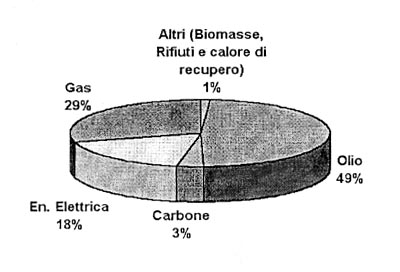 Altri (Biomasse,
Rifiuti e calore di
recupero)
1%
Gas
29%
Olio
49%
En. Elettrica
18%
Carbone
3%